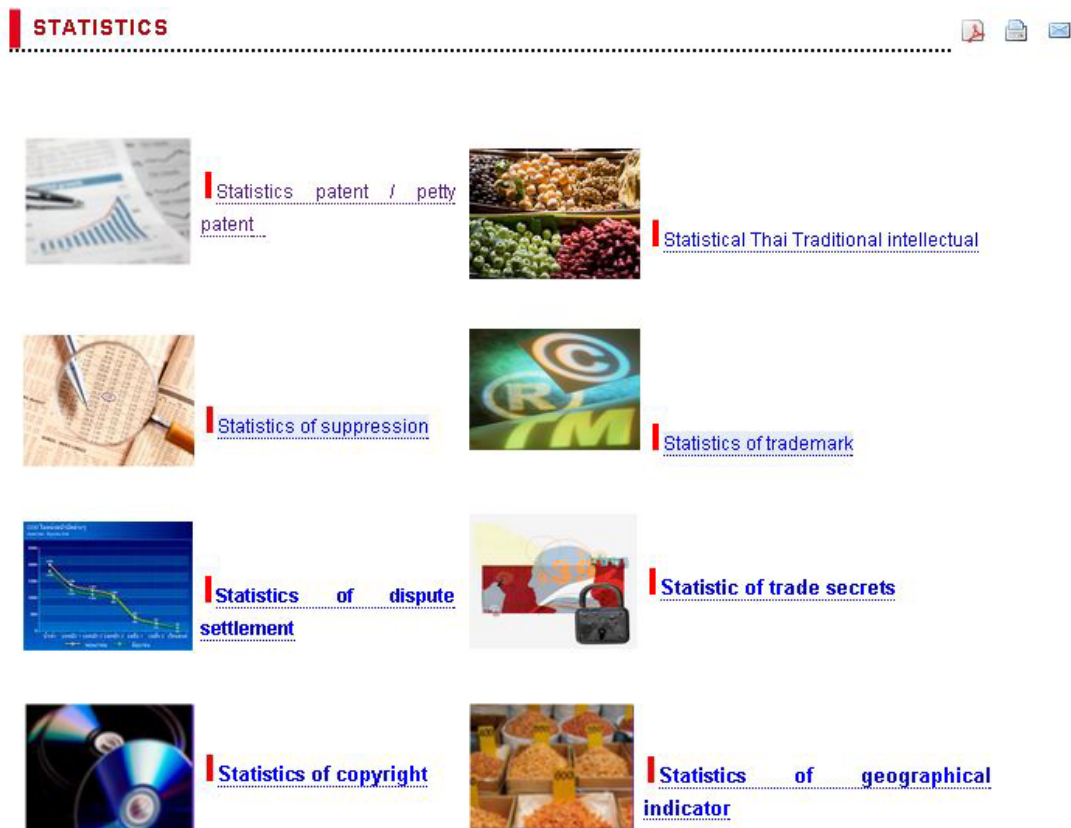 STATISTICS
Statistics patent / petty
patent
Statistical Thai Traditional intellectual
Statistics of suppression
C
R
TM
Statistics of trademark
Statistics of dispute
settlement
Statistic of trade secrets
Statistics of copyright
Statistics of geographical
indicator